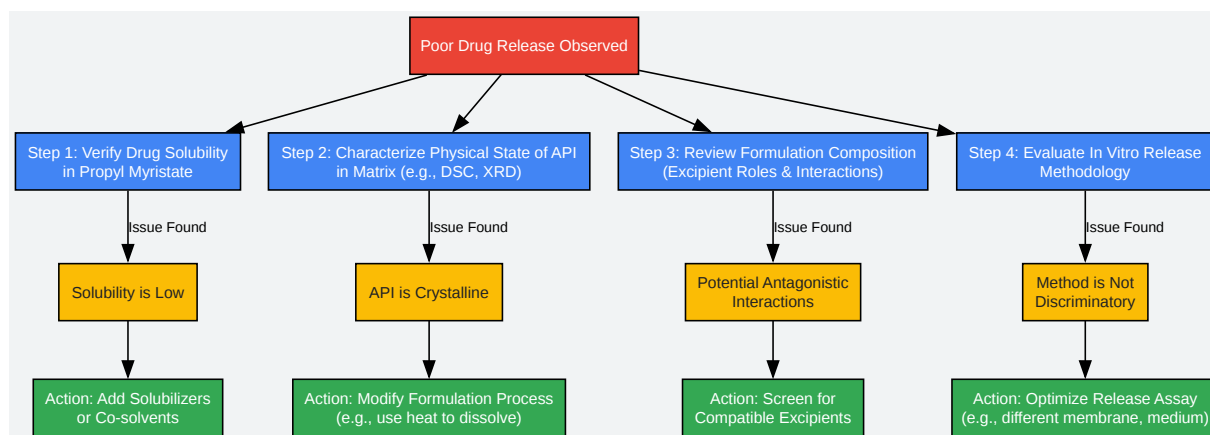 Poor Drug Release Observed
Step 1: Verify Drug Solubility
in Propyl Myristate
Step 2: Characterize Physical State of API
in Matrix (e.g., DSC, XRD)
Step 3: Review Formulation Composition
(Excipient Roles & Interactions)
Step 4: Evaluate In Vitro Release
Methodology
Issue Found
Issue Found
Issue Found
Issue Found
Solubility is Low
API is Crystalline
Potential Antagonistic
Interactions
Method is Not
Discriminatory
Action: Add Solubilizers
or Co-solvents
Action: Modify Formulation Process
(e.g., use heat to dissolve)
Action: Screen for
Compatible Excipients
Action: Optimize Release Assay
(e.g., different membrane, medium)